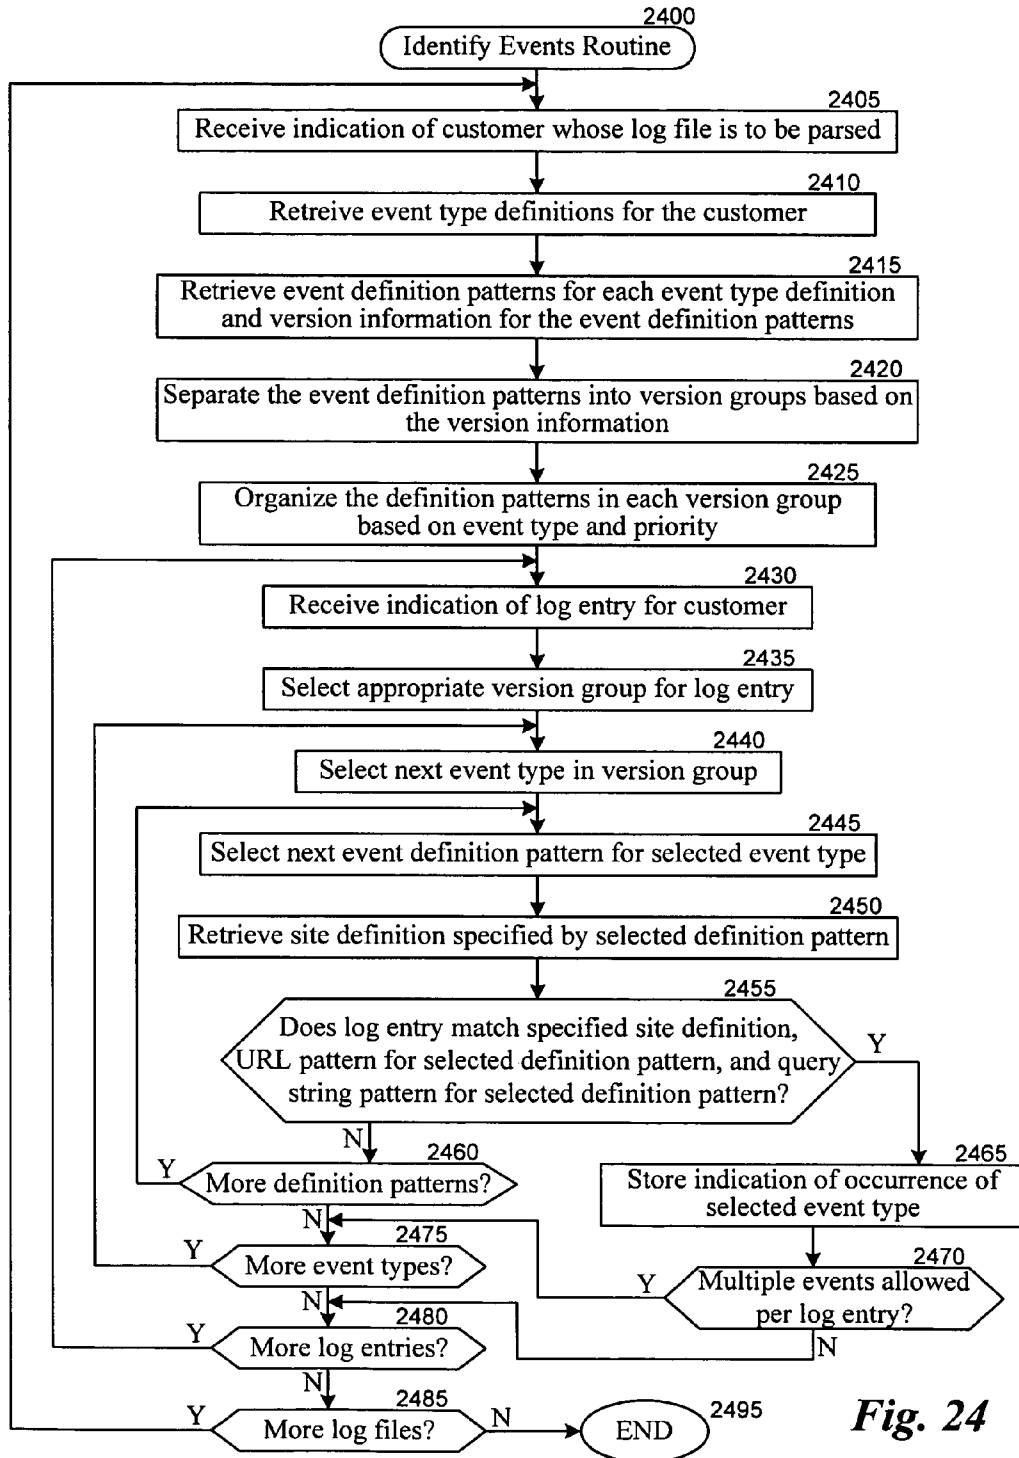 2400
Identify Events Routine
2405
Receive indication of customer whose log file is to be parsed
2410
Retreive event type definitions for the customer
2415
Retrieve event definition patterns for each event type definition
and version information for the event definition patterns
2420
Separate the event definition patterns into version groups based on
the version information
2425
Organize the definition patterns in each version group
based on event type and priority
2430
Receive indication of log entry for customer
2435
Select appropriate version group for log entry
2440
Select next event type in version group
2445
Select next event definition pattern for selected event type
2450
Retrieve site definition specified by selected definition pattern
2455
Does log entry match specified site definition,
URL pattern for selected definition pattern, and query
string pattern for selected definition pattern?
Y
N
2460
Y
More definition patterns?
2465
Store indication of occurrence of
selected event type
N
2475
Y
More event types?
2470
Y
Multiple events allowed
per log entry?
N
N
2480
Y
More log entries?
N
2485
Y
More log files?
N
END
2495
Fig. 24